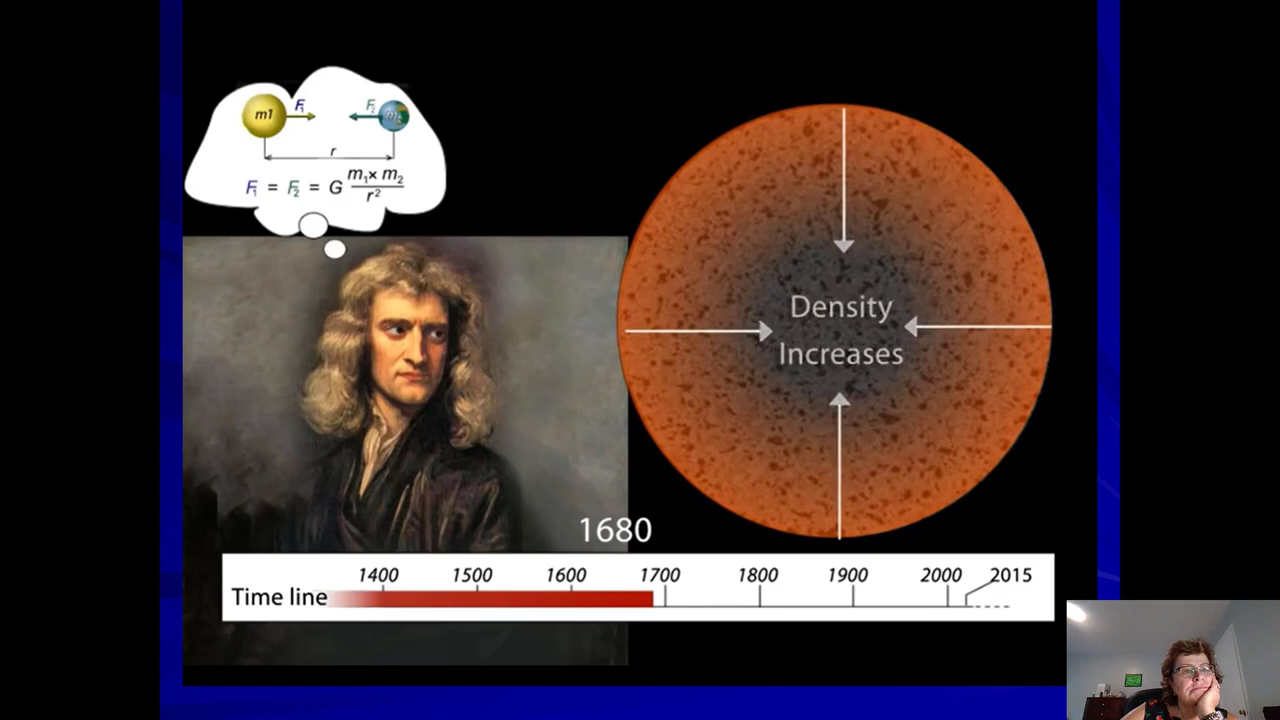 m1 F₁ F₂ m2
r
F₁ = F₂ = G m₁× m₂ / r²
Density
Increases
1680
1400 1500 1600 1700 1800 1900 2000 2015
Time line